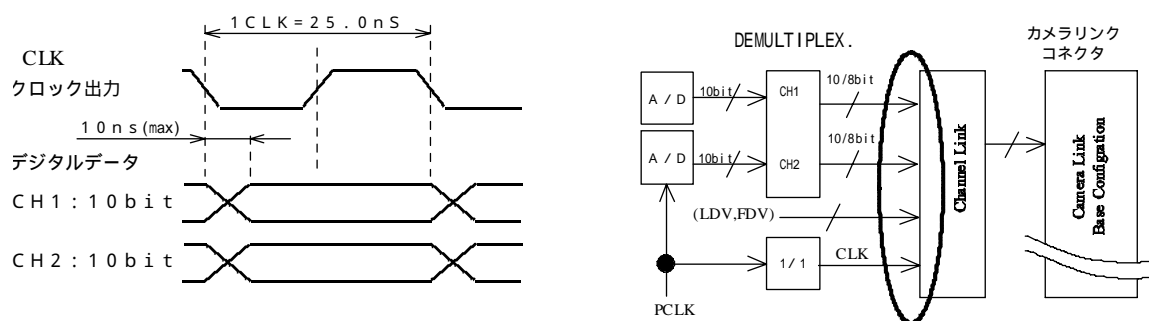 1CLK=25.0nS
CLK
クロック出力
10ns(max)
デジタルデータ
CH1:10bit
CH2:10bit
DEMULTIPLEX.
カメラリンク
コネクタ
A/D
10bit
CH1
10/8bit
A/D
10bit
CH2
10/8bit
(LDV,FDV)
1/1
CLK
PCLK
Channel Link
Camera Link
Base Configration